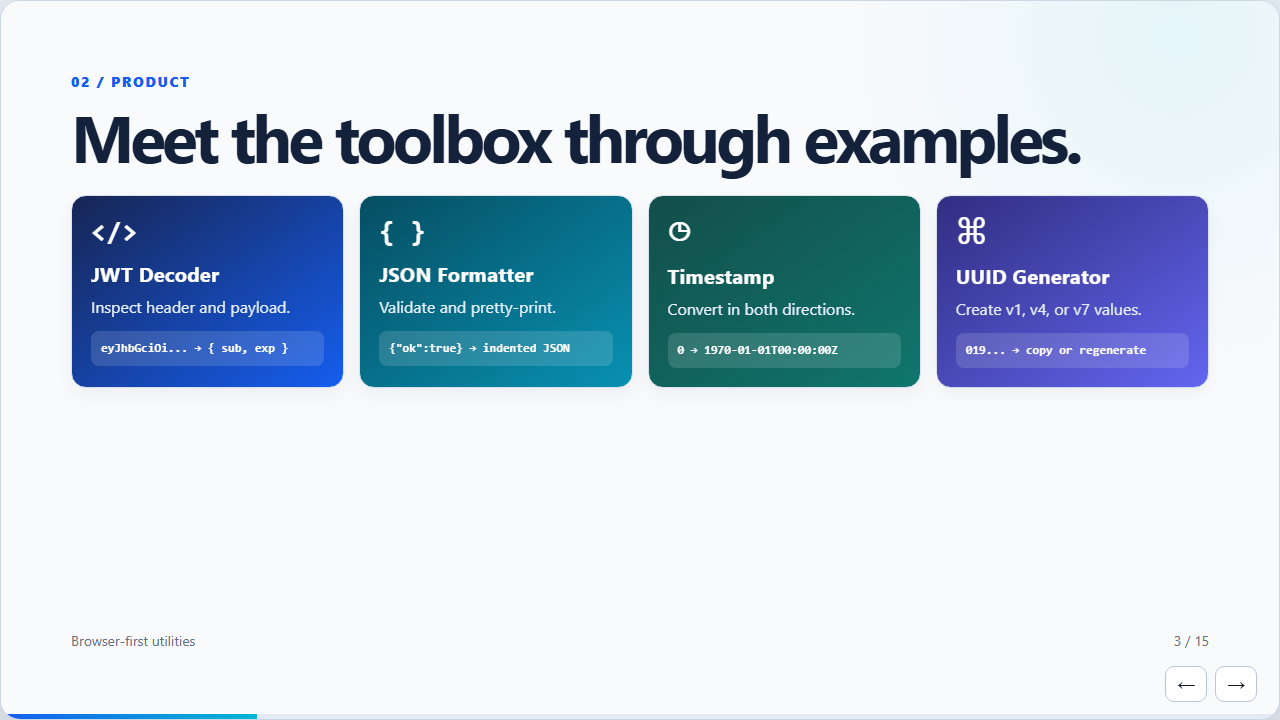 02 / PRODUCT
Meet the toolbox through examples.
</>
JWT Decoder
Inspect header and payload.
eyJhbGciOi... → { sub, exp }
{ }
JSON Formatter
Validate and pretty-print.
{"ok":true} → indented JSON
Timestamp
Convert in both directions.
0 → 1970-01-01T00:00:00Z
⌘
UUID Generator
Create v1, v4, or v7 values.
019... → copy or regenerate
Browser-first utilities
3 / 15
← →